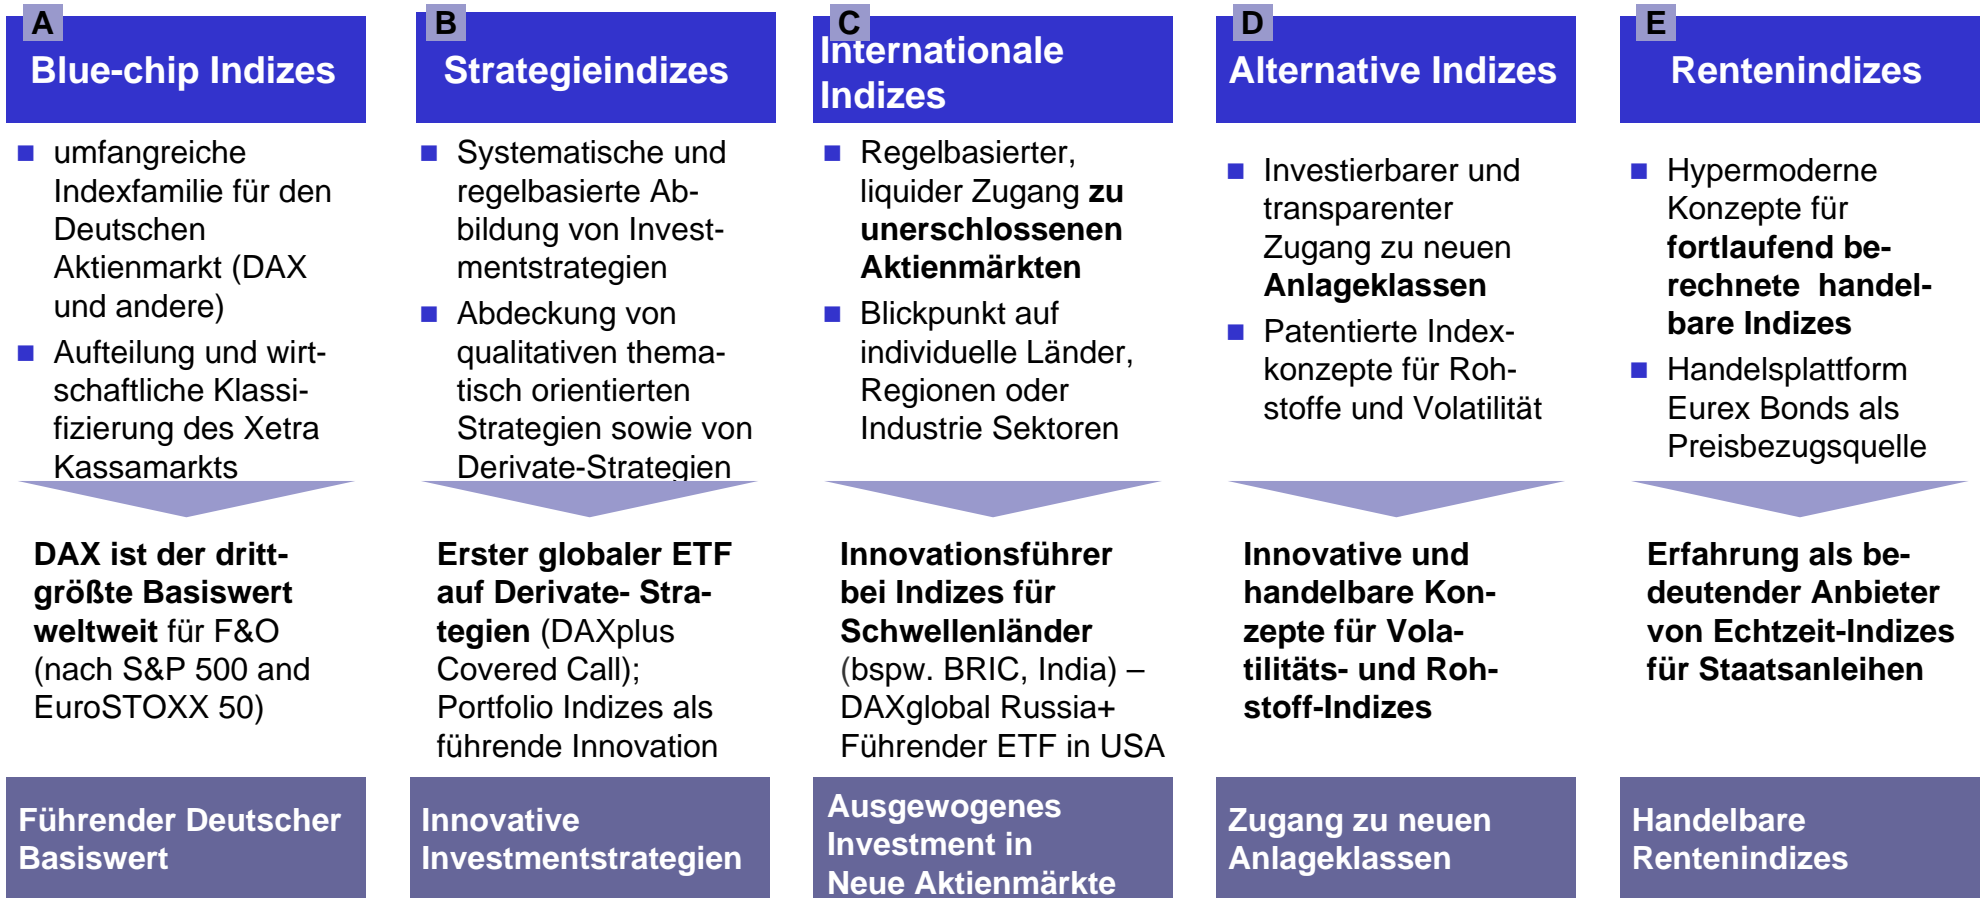 A
Blue-chip Indizes
umfangreiche
Indexfamilie für den
Deutschen
Aktienmarkt (DAX
und andere)
Aufteilung und wirt-
schaftliche Klassi-
fizierung des Xetra
Kassamarkts
DAX ist der dritt-
größte Basiswert
weltweit für F&O
(nach S&P 500 and
EuroSTOXX 50)
Führender Deutscher
Basiswert
B
Strategieindizes
Systematische und
regelbasierte Ab-
bildung von Invest-
mentstrategien
Abdeckung von
qualitativen thema-
tisch orientierten
Strategien sowie von
Derivate-Strategien
Erster globaler ETF
auf Derivate- Stra-
tegien (DAXplus
Covered Call);
Portfolio Indizes als
führende Innovation
Innovative
Investmentstrategien
C
Internationale
Indizes
Regelbasierter,
liquider Zugang zu
unerschlossenen
Aktienmärkten
Blickpunkt auf
individuelle Länder,
Regionen oder
Industrie Sektoren
Innovationsführer
bei Indizes für
Schwellenländer
(bspw. BRIC, India) –
DAXglobal Russia+
Führender ETF in USA
Ausgewogenes
Investment in
Neue Aktienmärkte
D
Alternative Indizes
Investierbarer und
transparenter
Zugang zu neuen
Anlageklassen
Patentierte Index-
konzepte für Roh-
stoffe und Volatilität
Innovative und
handelbare Kon-
zepte für Vola-
tilitäts- und Roh-
stoff-Indizes
Zugang zu neuen
Anlageklassen
E
Rentenindizes
Hypermoderne
Konzepte für
fortlaufend be-
rechnete  handel-
bare Indizes
Handelsplattform
Eurex Bonds als
Preisbezugsquelle
Erfahrung als be-
deutender Anbieter
von Echtzeit-Indizes
für Staatsanleihen
Handelbare
Rentenindizes